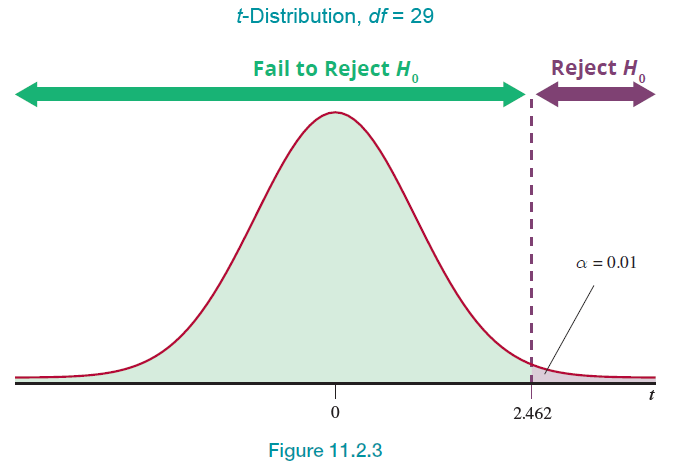 t-Distribution, df = 29
Fail to Reject H₀
Reject H₀
α = 0.01
t
0
2.462
Figure 11.2.3